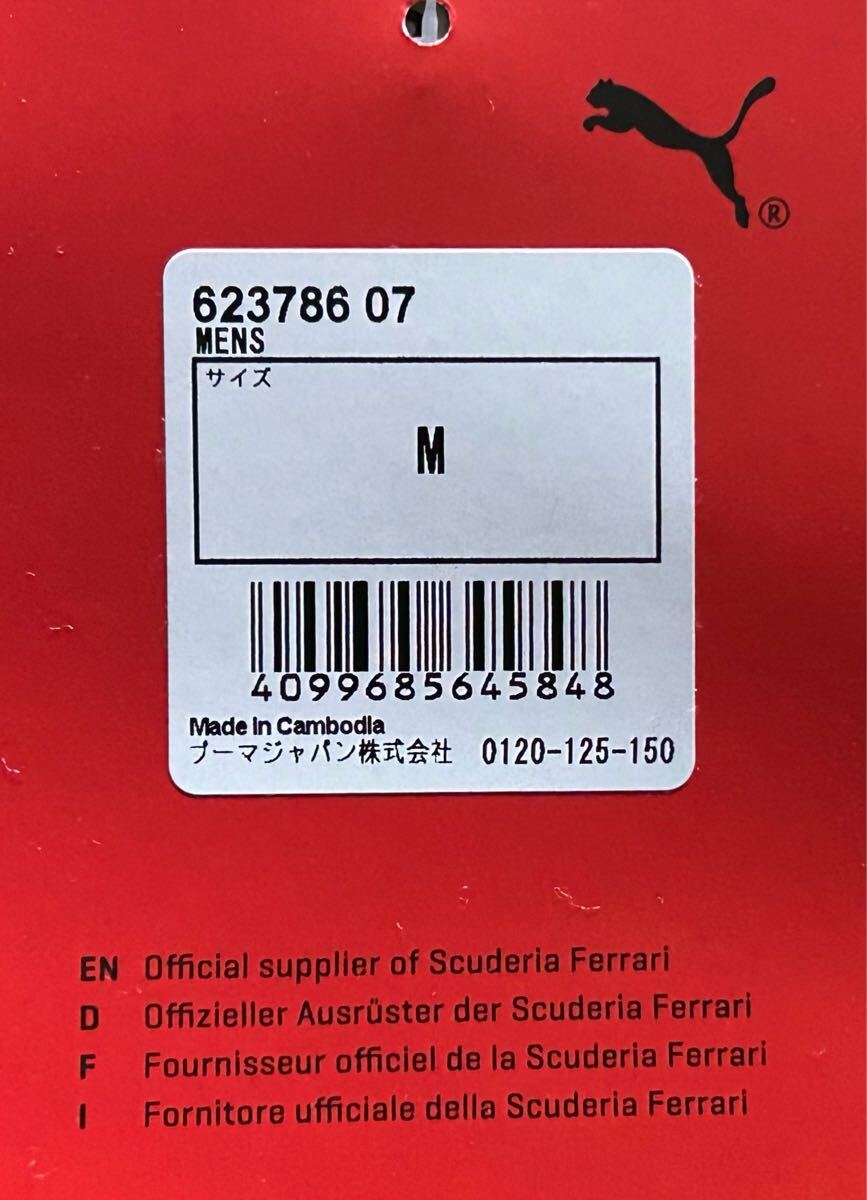 ®
623786 07
MENS
サイズ
M
4099685645848
Made in Cambodia
プーマジャパン株式会社 0120-125-150
EN Official supplier of Scuderia Ferrari
D Offizieller Ausrüster der Scuderia Ferrari
F Fournisseur officiel de la Scuderia Ferrari
I Fornitore ufficiale della Scuderia Ferrari